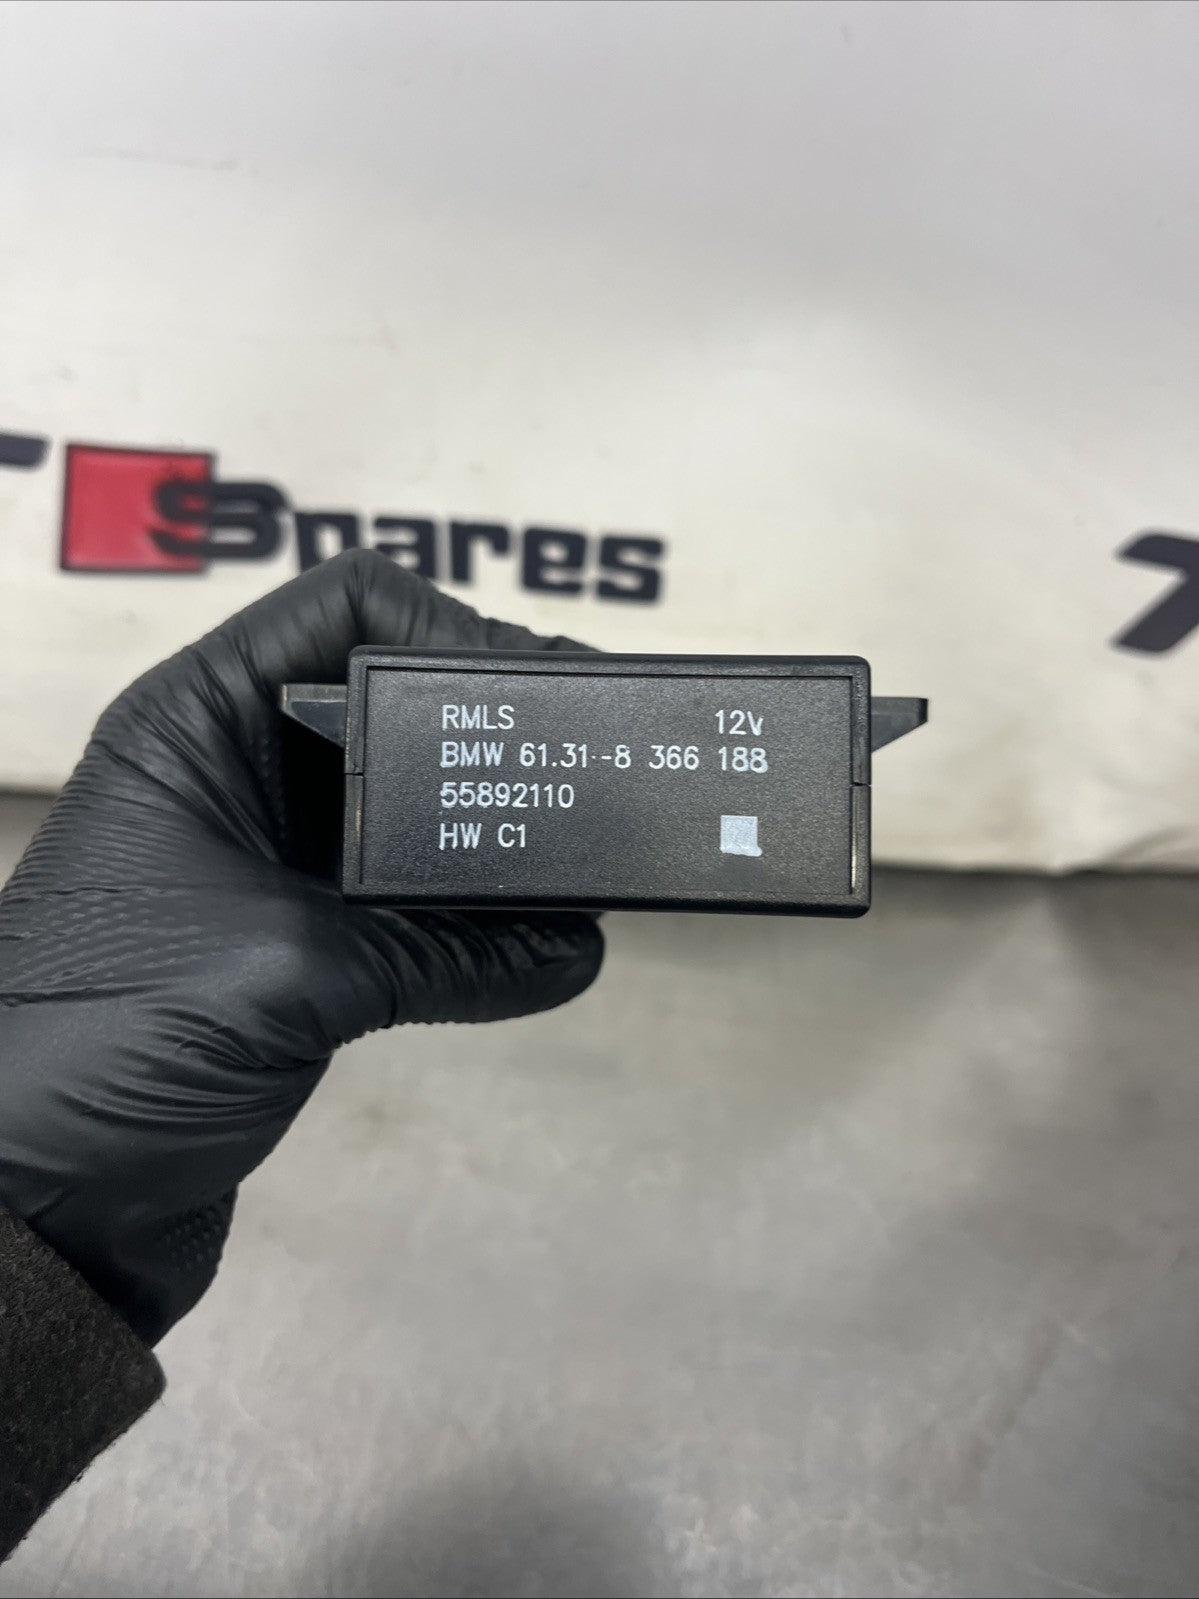 Spares
RMLS 12V
BMW 61.31-8 366 188
55892110
HW C1